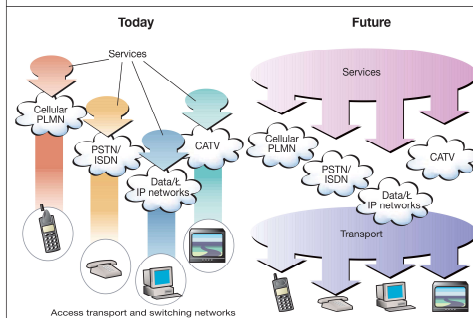 Today
Services
Cellular
PLMN
PSTN/
ISDN
CATV
Data/Ł
IP networks
Access transport and switching networks
Future
Services
Cellular
PLMN
PSTN/
ISDN
CATV
Data/Ł
IP networks
Transport